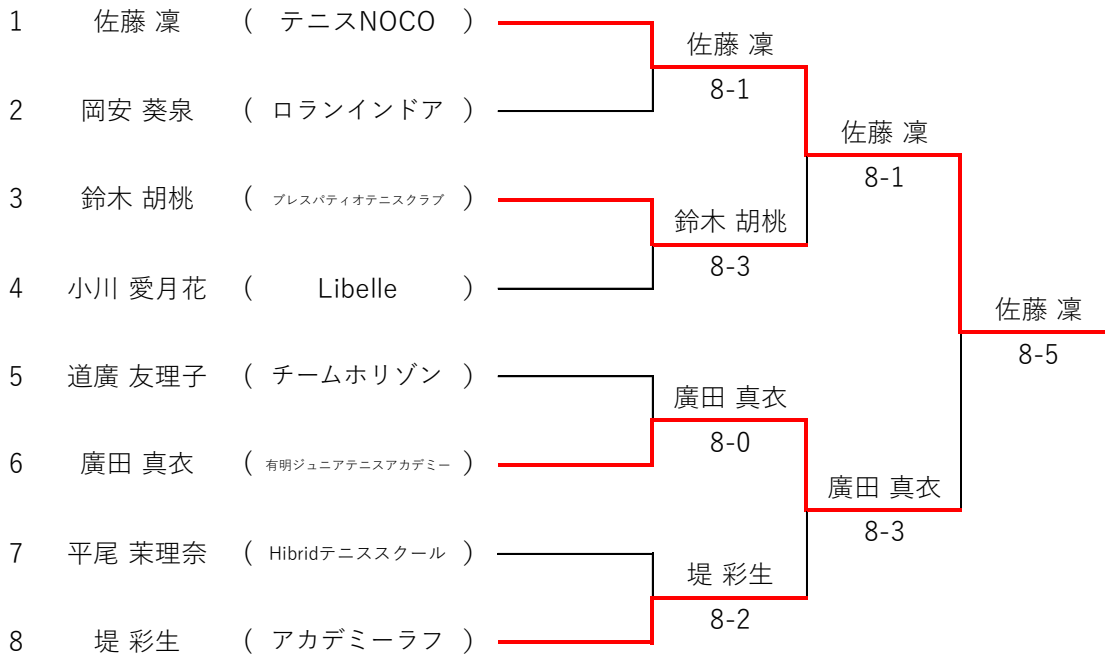 1 佐藤 凜 ( テニスNOCO )
佐藤 凜
8-1
2 岡安 葵泉 ( ロランインドア )
佐藤 凜
8-1
3 鈴木 胡桃 ( ブレスパティオテニスクラブ )
鈴木 胡桃
8-3
4 小川 愛月花 ( Libelle )
佐藤 凜
8-5
5 道廣 友理子 ( チームホリゾン )
廣田 真衣
8-0
6 廣田 真衣 ( 有明ジュニアテニスアカデミー )
廣田 真衣
8-3
7 平尾 茉理奈 ( Hibridテニススクール )
堤 彩生
8-2
8 堤 彩生 ( アカデミーラフ )